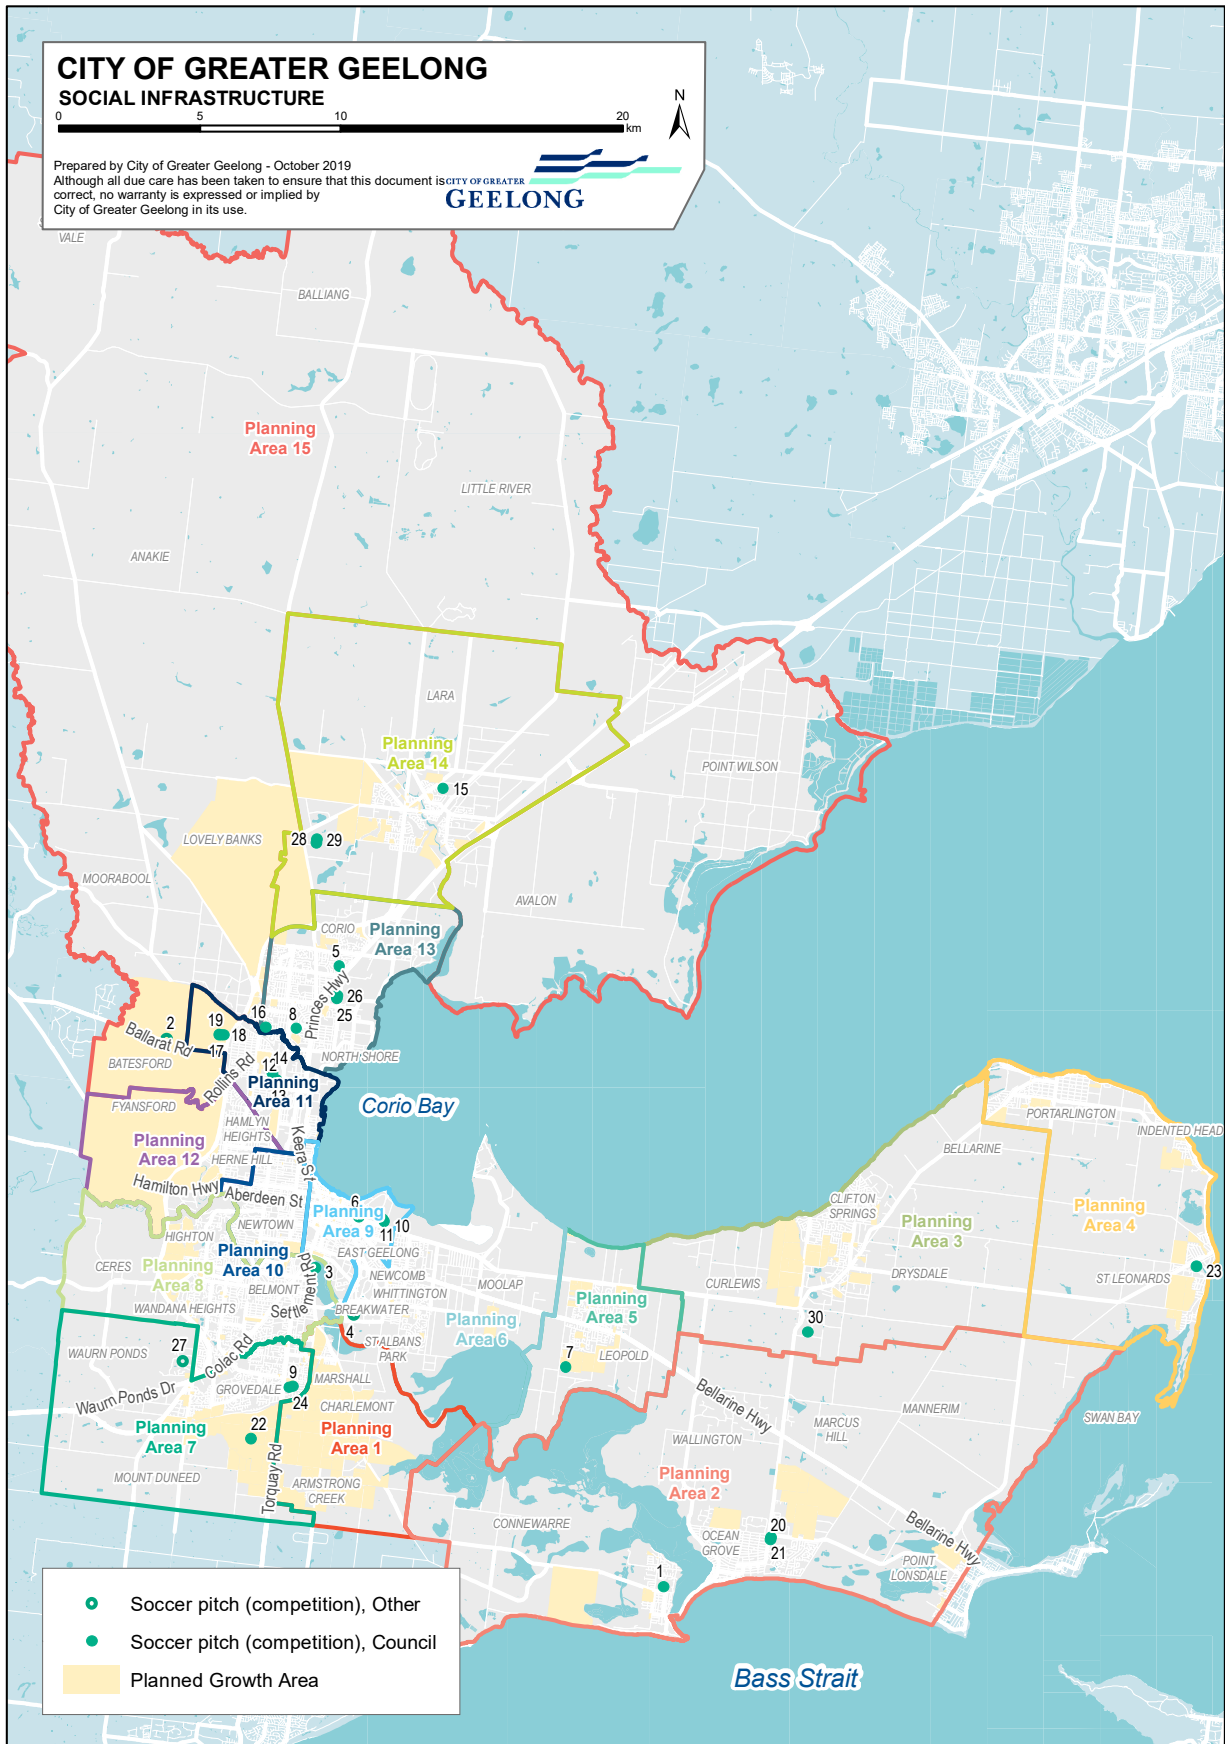 CITY OF GREATER GEELONG
SOCIAL INFRASTRUCTURE
0 5 10 20
km
N
Prepared by City of Greater Geelong - October 2019
Although all due care has been taken to ensure that this document is
correct, no warranty is expressed or implied by
City of Greater Geelong in its use.
CITY OF GREATER
GEELONG
VALE
BALLIANG
Planning
Area 15
LITTLE RIVER
ANAKIE
LARA
Planning
Area 14
POINT WILSON
15
28 29
LOVELY BANKS
MOORABOOL
AVALON
CORIO
Planning
Area 13
5
Princes Hwy
26
25
2
19
18
17
16
8
Ballarat Rd
BATESFORD
Rollins Rd
NORTH SHORE
14
12
13
Planning
Area 11
FYANSFORD
Corio Bay
HAMLYN
HEIGHTS
Keera St
Planning
Area 12
HERNE HILL
Hamilton Hwy
Aberdeen St
PORTARLINGTON
INDENTED HEAD
BELLARINE
CLIFTON
SPRINGS
Planning
Area 3
Planning
Area 4
6
Planning
Area 9
10
11
NEWTOWN
HIGHTON
EAST GEELONG
Planning
Area 10
CERES
Planning
Area 8
3
NEWCOMB
MOOLAP
WHITTINGTON
BELMONT
Settlement Rd
WANDANA HEIGHTS
BREAKWATER
4
ST ALBANS
PARK
Planning
Area 6
Planning
Area 5
CURLEWIS
DRYSDALE
ST LEONARDS
23
30
WAURN PONDS
27
Colac Rd
7
LEOPOLD
Waurn Ponds Dr
GROVEDALE
9
24
MARSHALL
CHARLEMONT
Planning
Area 7
22
Planning
Area 1
Bellarine Hwy
MANNERIM
MARCUS
HILL
SWAN BAY
WALLINGTON
Planning
Area 2
MOUNT DUNEED
Torquay Rd
ARMSTRONG
CREEK
CONNEWARRE
20
21
OCEAN
GROVE
Bellarine Hwy
POINT
LONSDALE
1
Soccer pitch (competition), Other
Soccer pitch (competition), Council
Planned Growth Area
Bass Strait